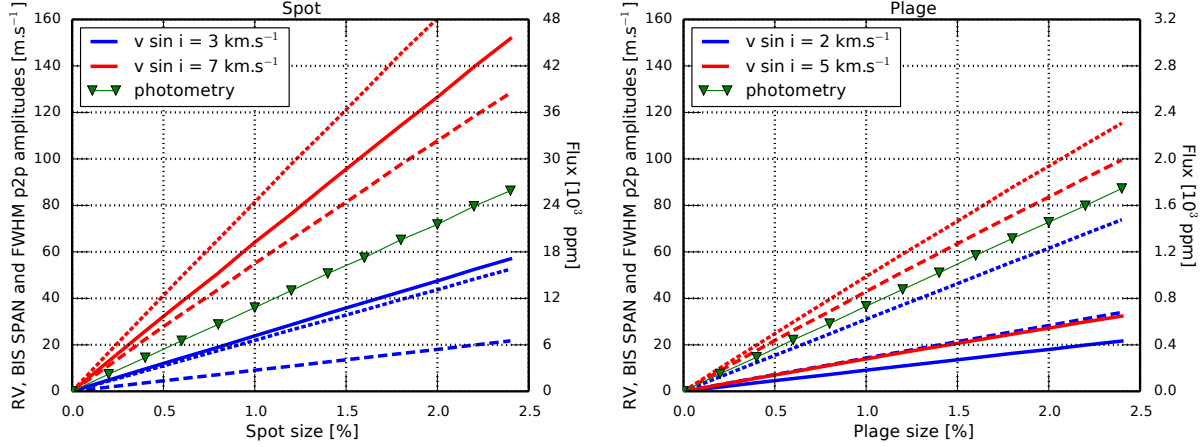 Spot
RV, BIS SPAN and FWHM p2p amplitudes [m.s⁻¹]
160
140
120
100
80
60
40
20
0
v sin i = 3 km.s⁻¹
v sin i = 7 km.s⁻¹
photometry
48
42
36
30
24
18
12
6
0
Flux [10³ ppm]
0.0 0.5 1.0 1.5 2.0 2.5
Spot size [%]
Plage
RV, BIS SPAN and FWHM p2p amplitudes [m.s⁻¹]
160
140
120
100
80
60
40
20
0
v sin i = 2 km.s⁻¹
v sin i = 5 km.s⁻¹
photometry
3.2
2.8
2.4
2.0
1.6
1.2
0.8
0.4
0.0
Flux [10³ ppm]
0.0 0.5 1.0 1.5 2.0 2.5
Plage size [%]